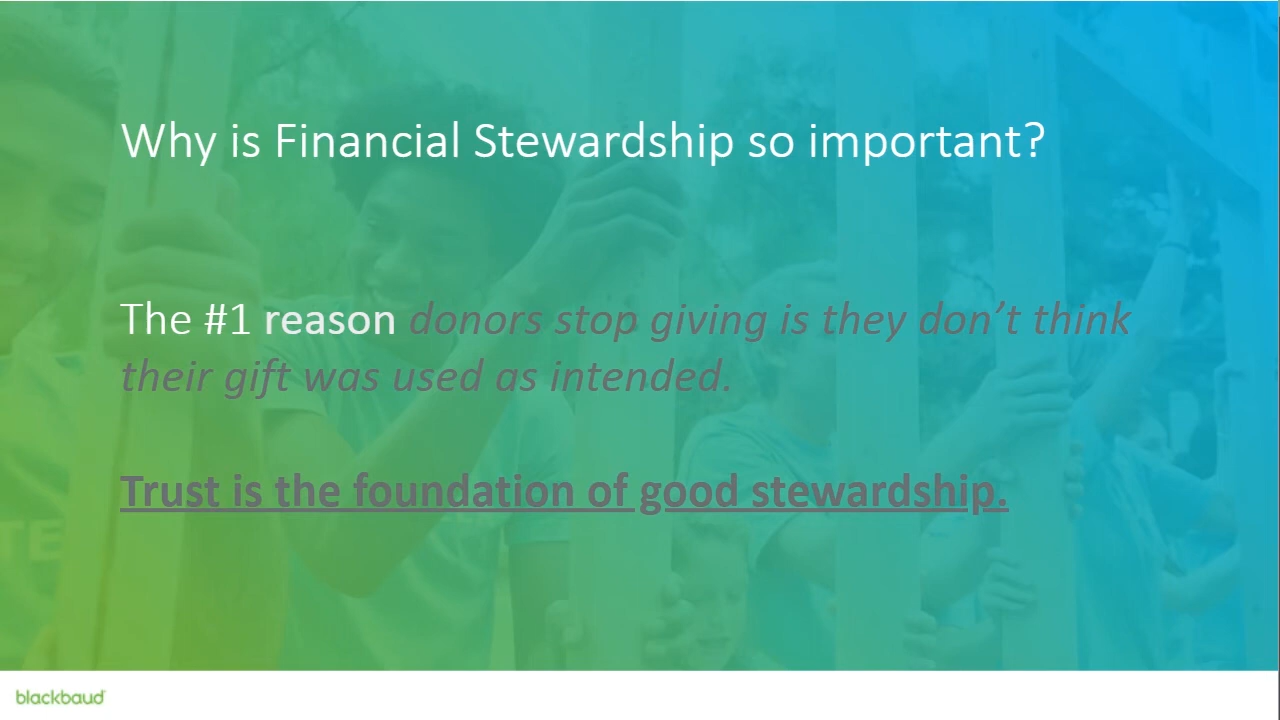 Why is Financial Stewardship so important?
The #1 reason donors stop giving is they don’t think
their gift was used as intended.
Trust is the foundation of good stewardship.
TE
blackbaud